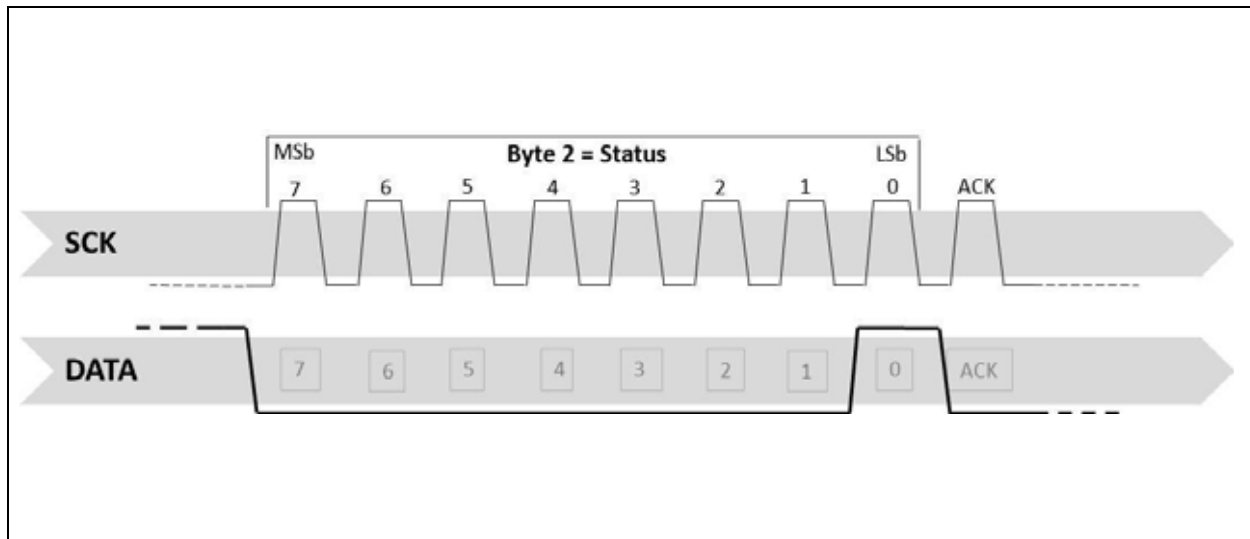 MSb Byte 2 = Status LSb
7 6 5 4 3 2 1 0 ACK
SCK
DATA
7 6 5 4 3 2 1 0 ACK